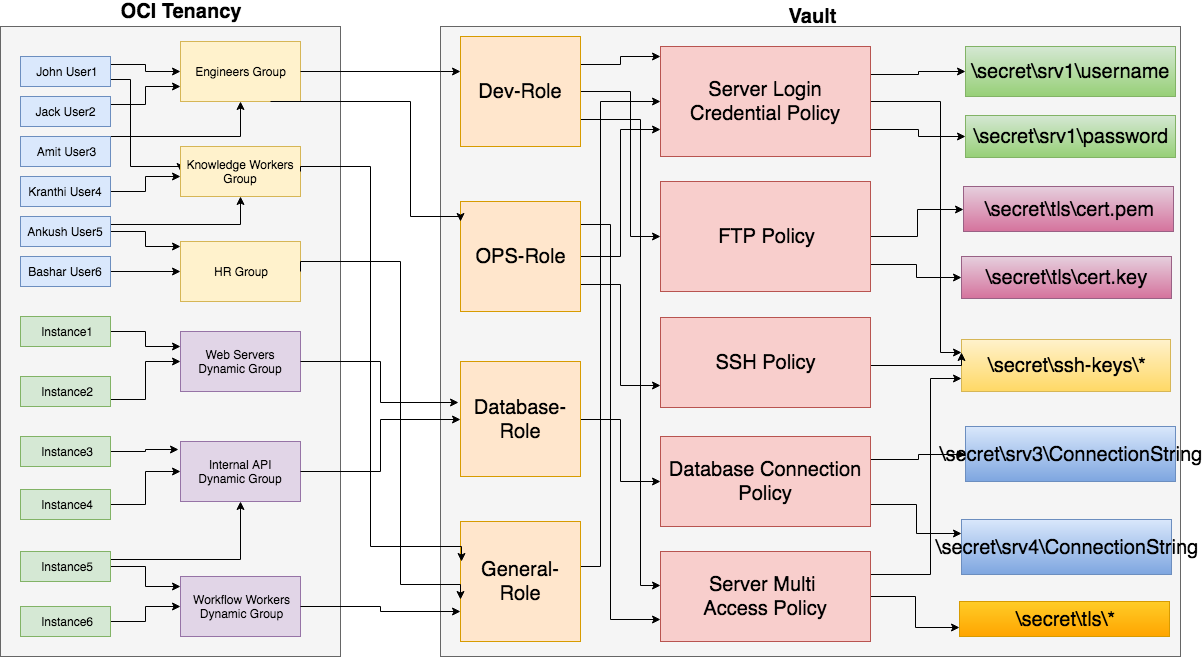 OCI Tenancy
Vault
John User1
Jack User2
Amit User3
Kranthi User4
Ankush User5
Bashar User6
Instance1
Instance2
Instance3
Instance4
Instance5
Instance6
Engineers Group
Knowledge Workers
Group
HR Group
Web Servers
Dynamic Group
Internal API
Dynamic Group
Workflow Workers
Dynamic Group
Dev-Role
OPS-Role
Database-
Role
General-
Role
Server Login
Credential Policy
FTP Policy
SSH Policy
Database Connection
Policy
Server Multi
Access Policy
\secret\srv1\username
\secret\srv1\password
\secret\tls\cert.pem
\secret\tls\cert.key
\secret\ssh-keys\*
\secret\srv3\ConnectionString
\secret\srv4\ConnectionString
\secret\tls\*